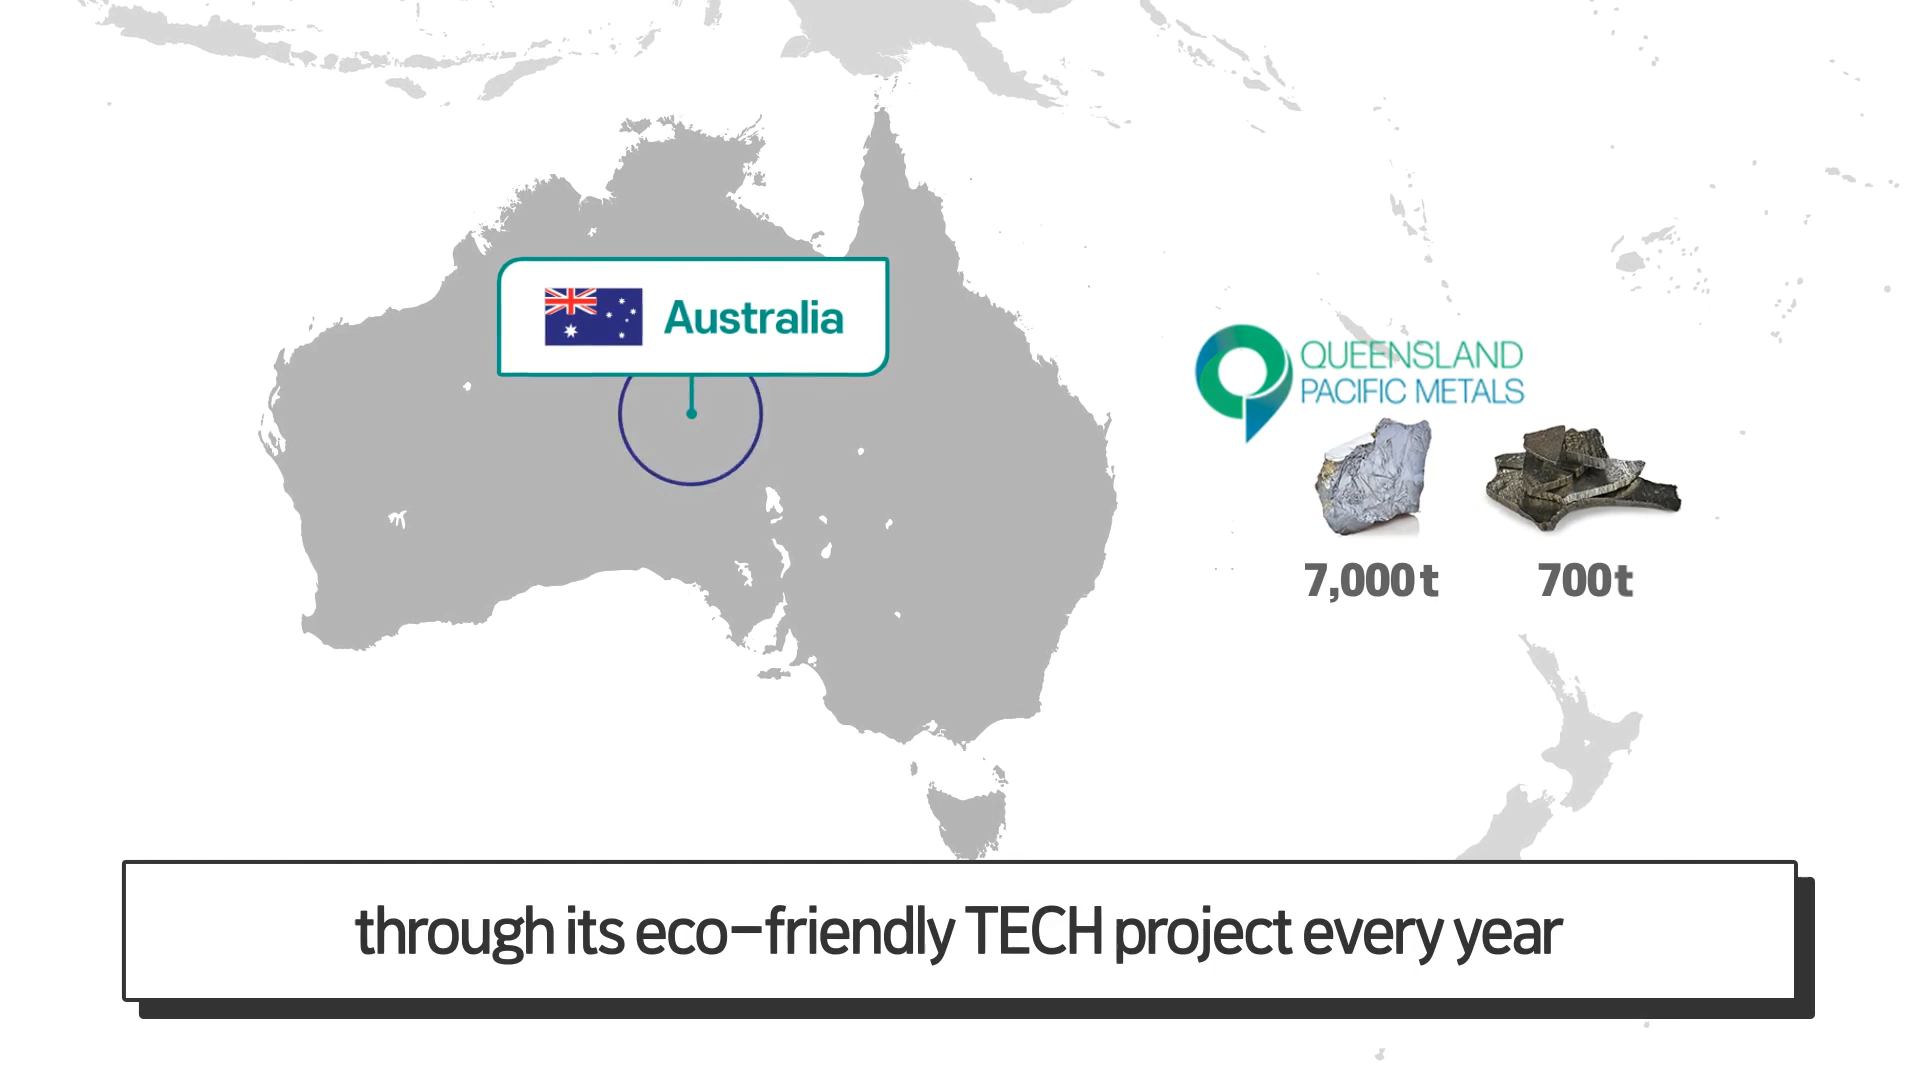 Australia
QUEENSLAND
PACIFIC METALS
7,000t
700t
through its eco-friendly TECH project every year